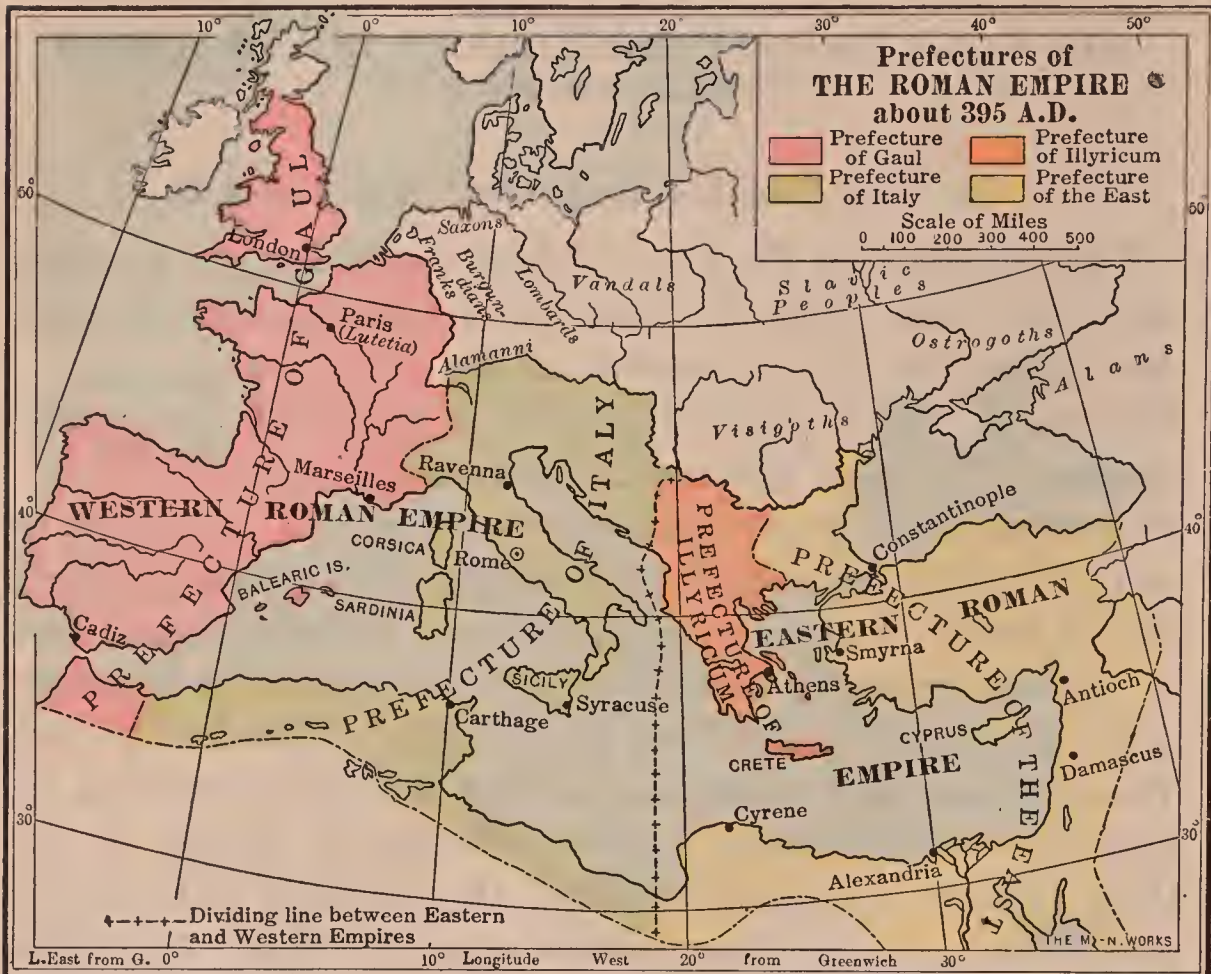 10° 0° 10° 20° 30° 40° 50°
Prefectures of
THE ROMAN EMPIRE
about 395 A.D.
Prefecture
of Gaul
Prefecture
of Illyricum
Prefecture
of Italy
Prefecture
of the East
Scale of Miles
0 100 200 300 400 500
50°
40°
30°
50°
40°
30°
PREFECTURE OF GAUL
London
Saxons
Franks
Burgun-
dians
Lombards
Vandals
Slavic
Peoples
Ostrogoths
Alans
Paris
(Lutetia)
Alamanni
Visigoths
Marseilles
Ravenna
WESTERN ROMAN EMPIRE
CORSICA
Rome
BALEARIC IS.
SARDINIA
Cadiz
PREFECTURE OF ITALY
SICILY
Syracuse
Carthage
PREFECTURE OF
ILLYRICUM
Constantinople
PREFECTURE OF THE EAST
EASTERN ROMAN
EMPIRE
Smyrna
Athens
Antioch
CYPRUS
CRETE
Damascus
Cyrene
Alexandria
Dividing line between Eastern
and Western Empires
THE M.-N. WORKS
L.East from G. 0° 10° Longitude West 20° from Greenwich 30°